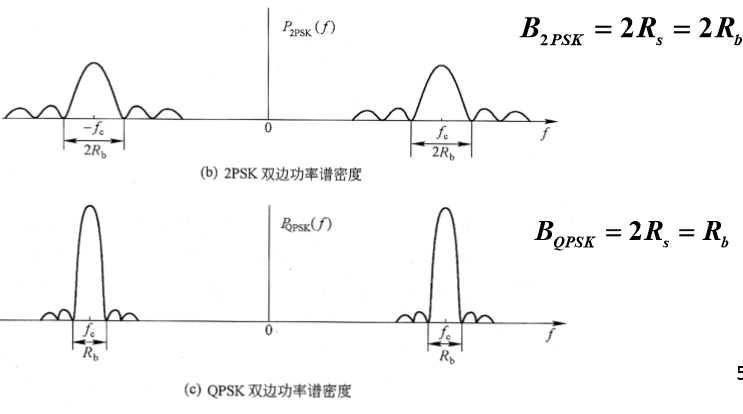 P2PSK(f)
B2PSK = 2Rs = 2Rb
−fc
0
fc
f
2Rb
2Rb
(b) 2PSK 双边功率谱密度
PQPSK(f)
BQPSK = 2Rs = Rb
fc
0
fc
f
Rb
Rb
(c) QPSK 双边功率谱密度
5